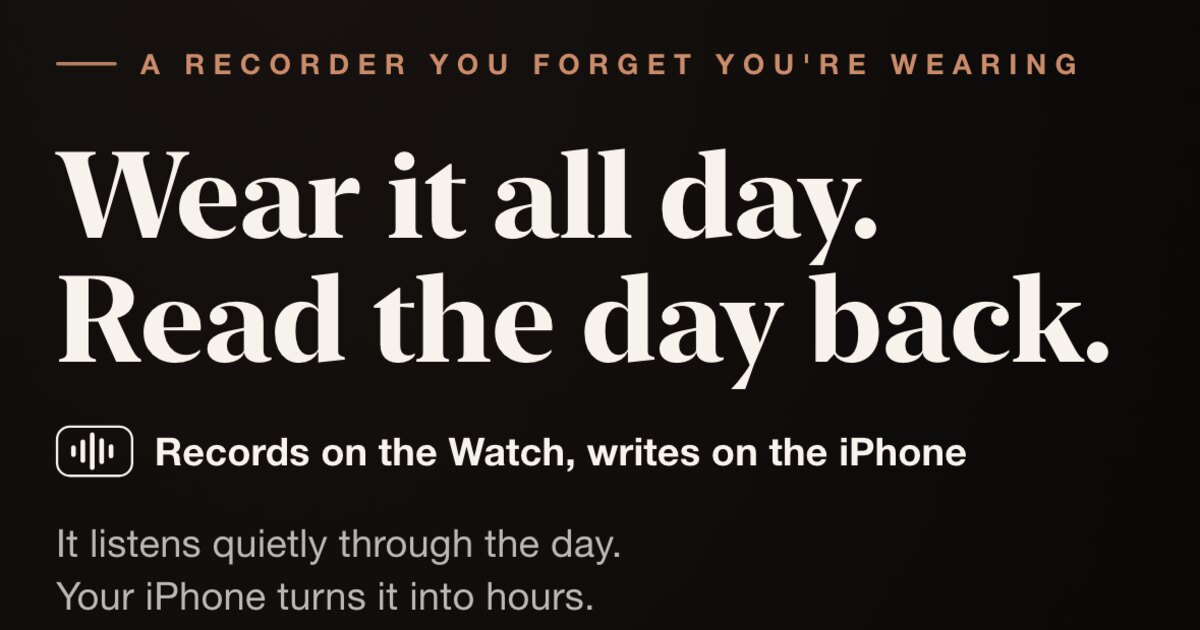 A RECORDER YOU FORGET YOU'RE WEARING
Wear it all day.
Read the day back.
Records on the Watch, writes on the iPhone
It listens quietly through the day.
Your iPhone turns it into hours.